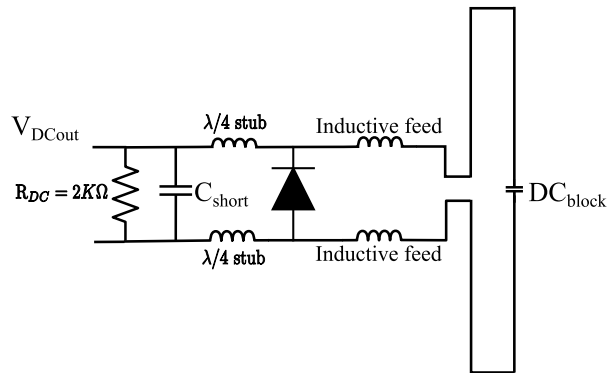 λ/4 stub
Inductive feed
V_DCout
R_DC = 2KΩ
C_short
DC_block
λ/4 stub
Inductive feed